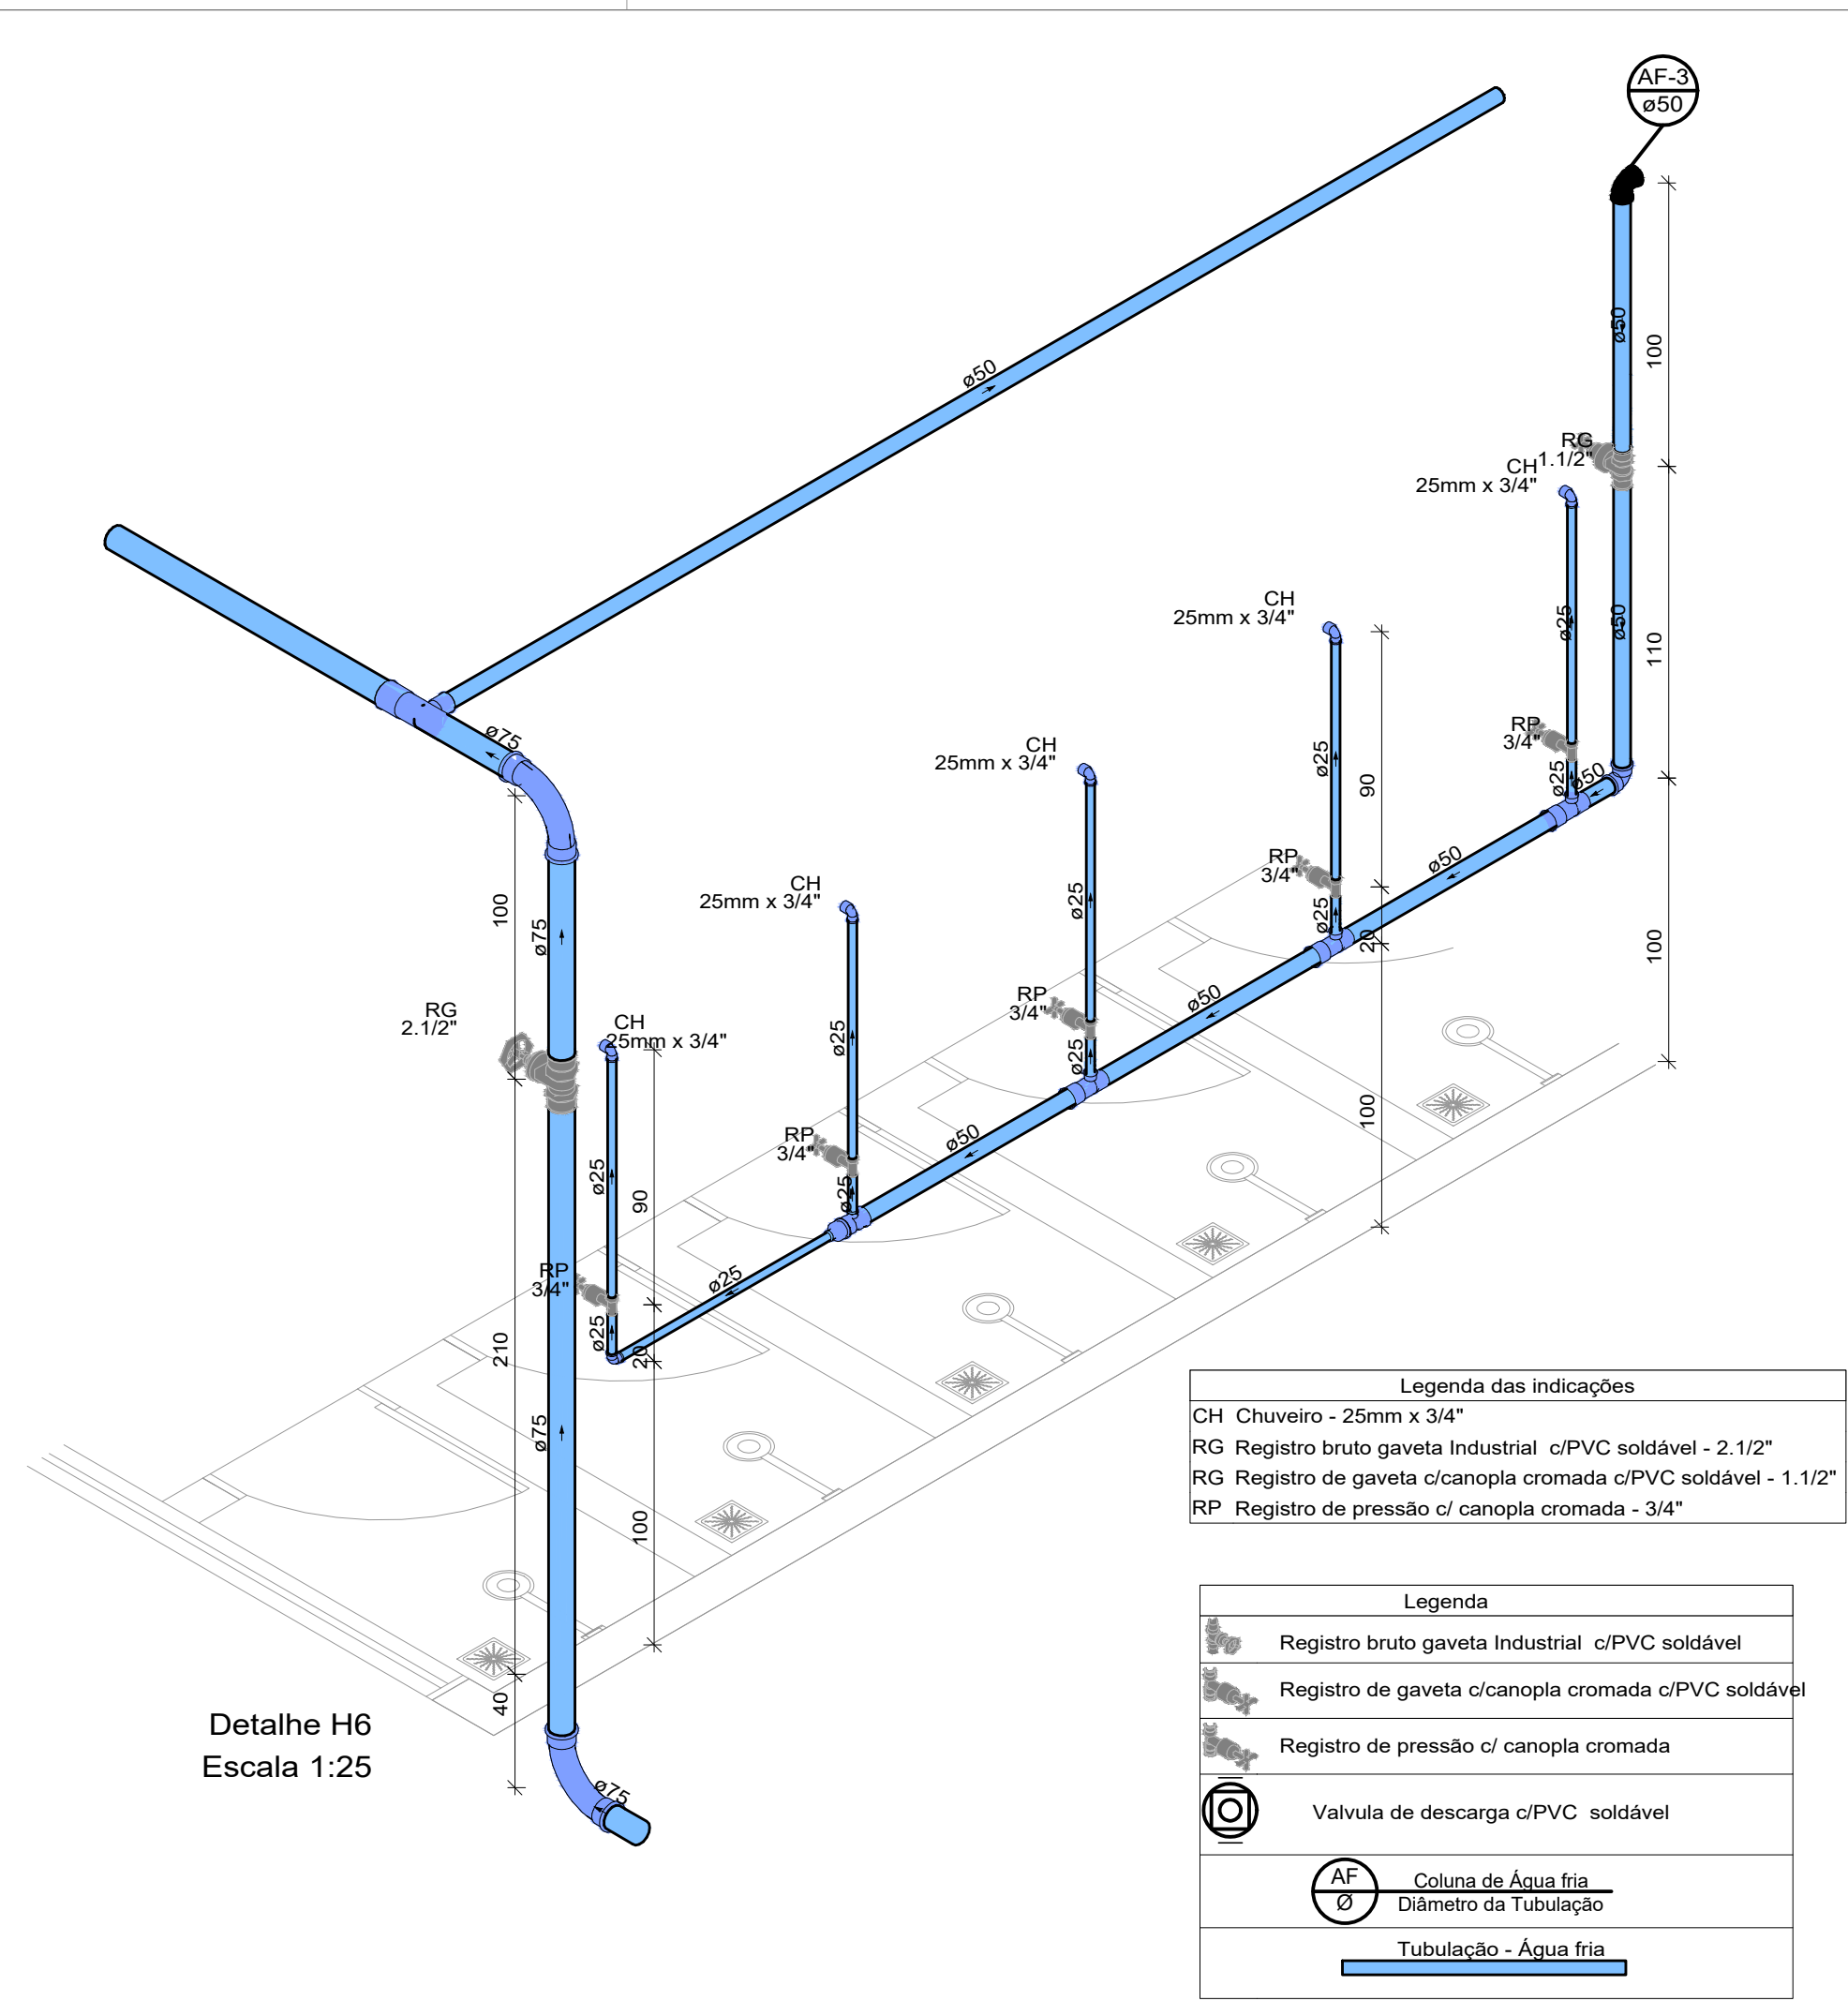 AF-3
ø50
ø50
ø50
100
RG
1.1/2"
CH
25mm x 3/4"
CH
25mm x 3/4"
ø25
ø50
110
ø75
RP
3/4"
CH
25mm x 3/4"
ø25
90
ø25
ø50
RP
3/4"
ø50
CH
25mm x 3/4"
100
ø75
ø25
ø25
20
100
RG
2.1/2"
CH
25mm x 3/4"
RP
3/4"
ø50
ø25
ø25
100
RP
3/4"
ø50
ø25
90
ø25
RP
3/4"
ø25
ø25
20
210
ø75
100
40
ø75
Detalhe H6
Escala 1:25
Legenda das indicações
CH Chuveiro - 25mm x 3/4"
RG Registro bruto gaveta Industrial c/PVC soldável - 2.1/2"
RG Registro de gaveta c/canopla cromada c/PVC soldável - 1.1/2"
RP Registro de pressão c/ canopla cromada - 3/4"
Legenda
Registro bruto gaveta Industrial c/PVC soldável
Registro de gaveta c/canopla cromada c/PVC soldável
Registro de pressão c/ canopla cromada
Valvula de descarga c/PVC soldável
AF
Ø
Coluna de Água fria
Diâmetro da Tubulação
Tubulação - Água fria